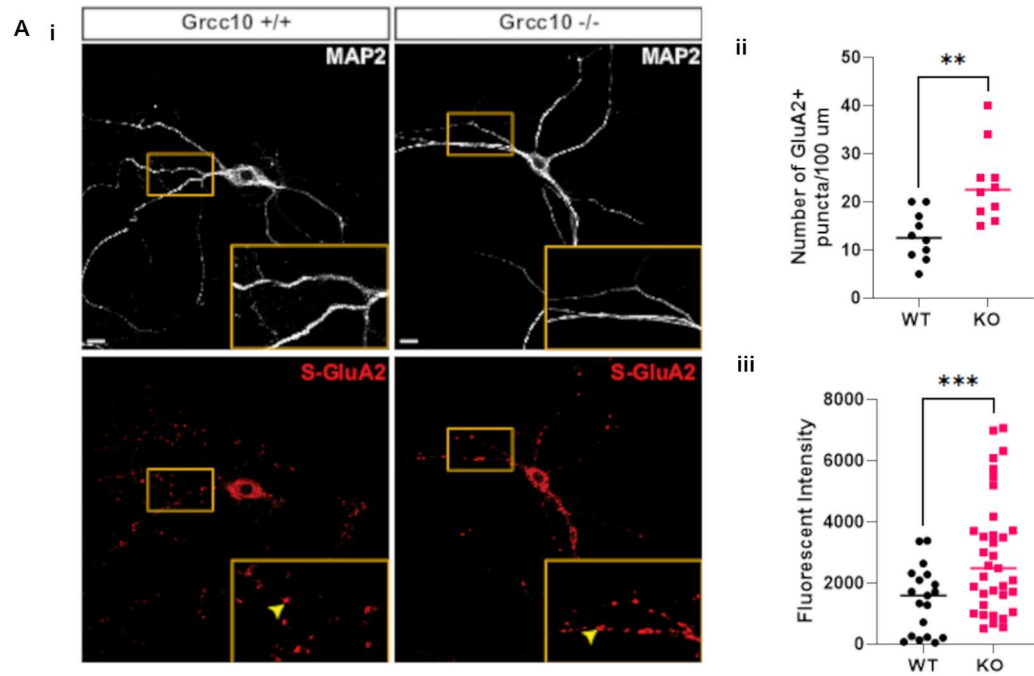 A i
Grcc10 +/+
Grcc10 -/-
MAP2
MAP2
S-GluA2
S-GluA2
ii
**
50
40
30
20
10
0
Number of GluA2+
puncta/100 um
WT KO
iii
***
8000
6000
4000
2000
0
Fluorescent Intensity
WT KO